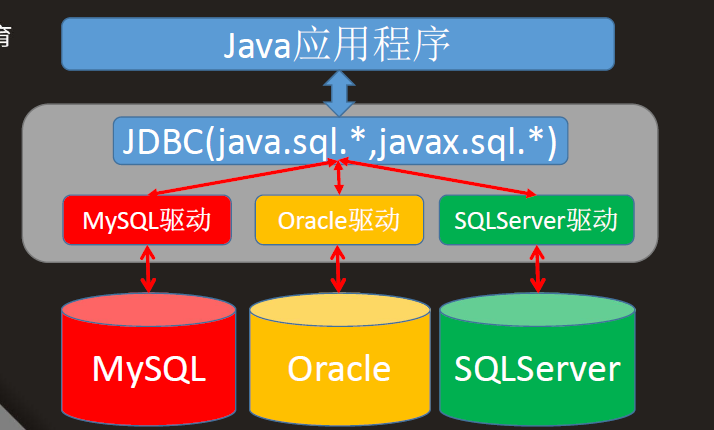 育
Java应用程序
JDBC(java.sql.*,javax.sql.*)
MySQL驱动
Oracle驱动
SQLServer驱动
MySQL
Oracle
SQLServer